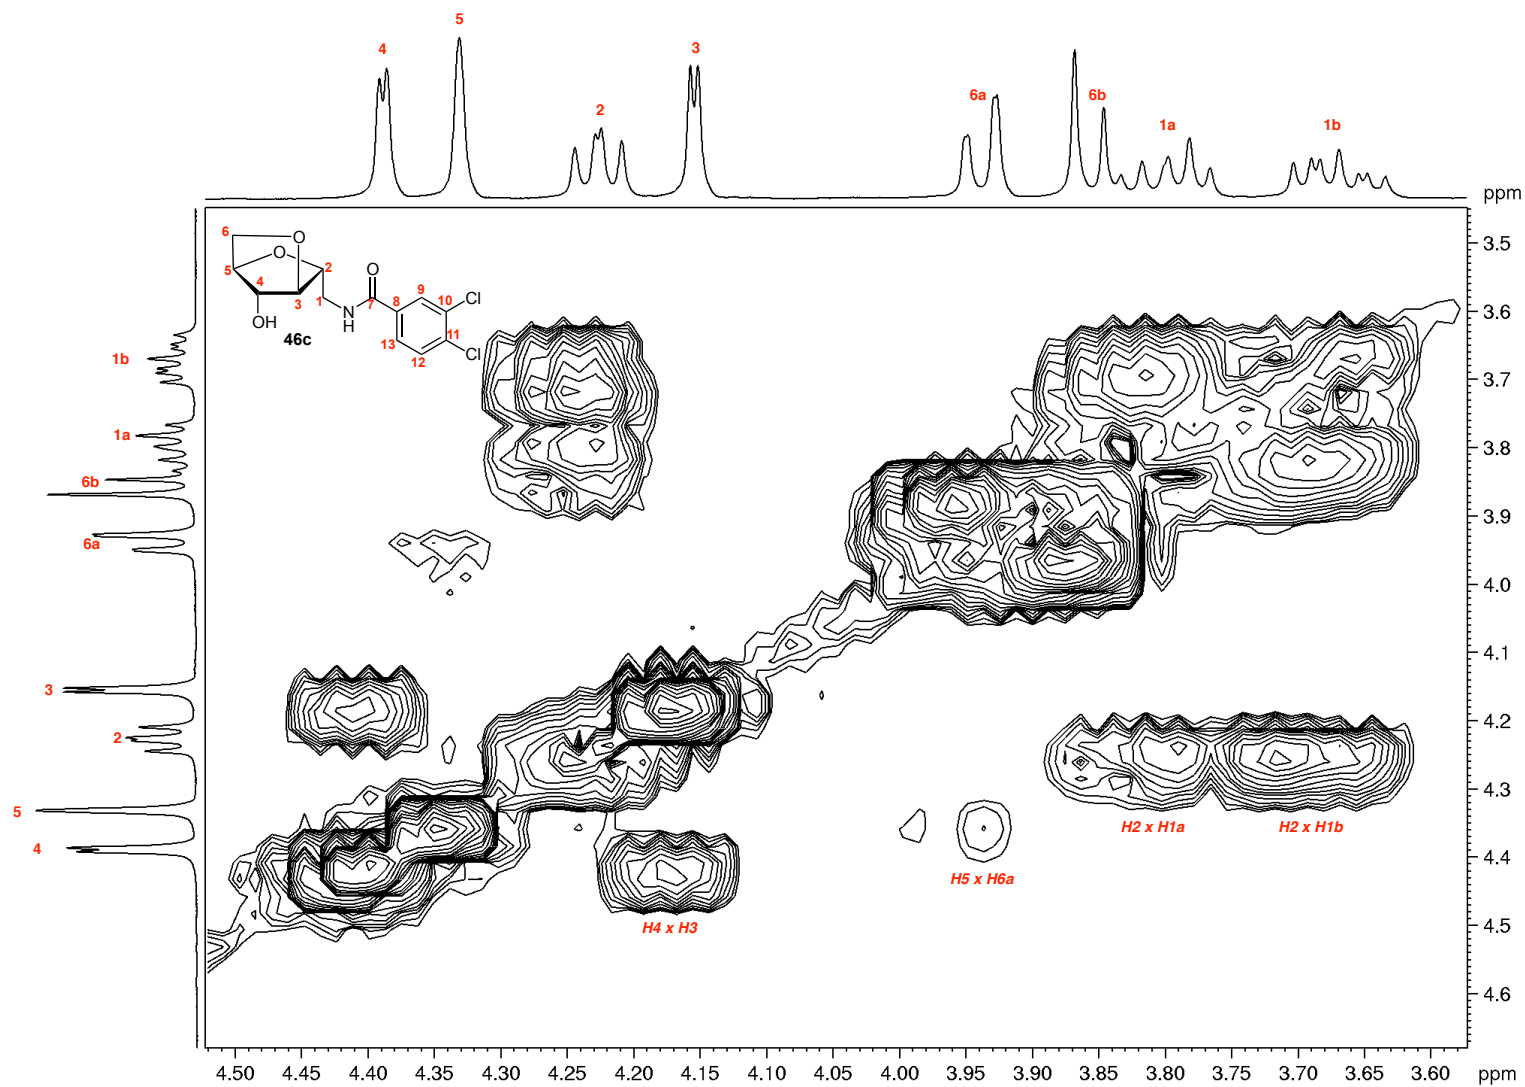 5
4
3
2
6a
6b
1a
1b
ppm
6
O
O
5
4
2
3
1
OH
46c
N
H
O
7
8
9
10
Cl
11
Cl
12
13
1b
1a
6b
6a
3
2
5
4
3.5
3.6
3.7
3.8
3.9
4.0
4.1
4.2
4.3
4.4
4.5
4.6
H2 x H1a
H2 x H1b
H5 x H6a
H4 x H3
4.50 4.45 4.40 4.35 4.30 4.25 4.20 4.15 4.10 4.05 4.00 3.95 3.90 3.85 3.80 3.75 3.70 3.65 3.60 ppm